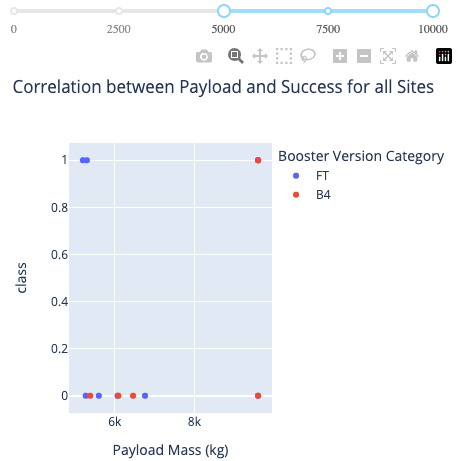 0 2500 5000 7500 10000
Correlation between Payload and Success for all Sites
Booster Version Category
FT
B4
1
0.8
0.6
0.4
0.2
0
class
6k 8k
Payload Mass (kg)